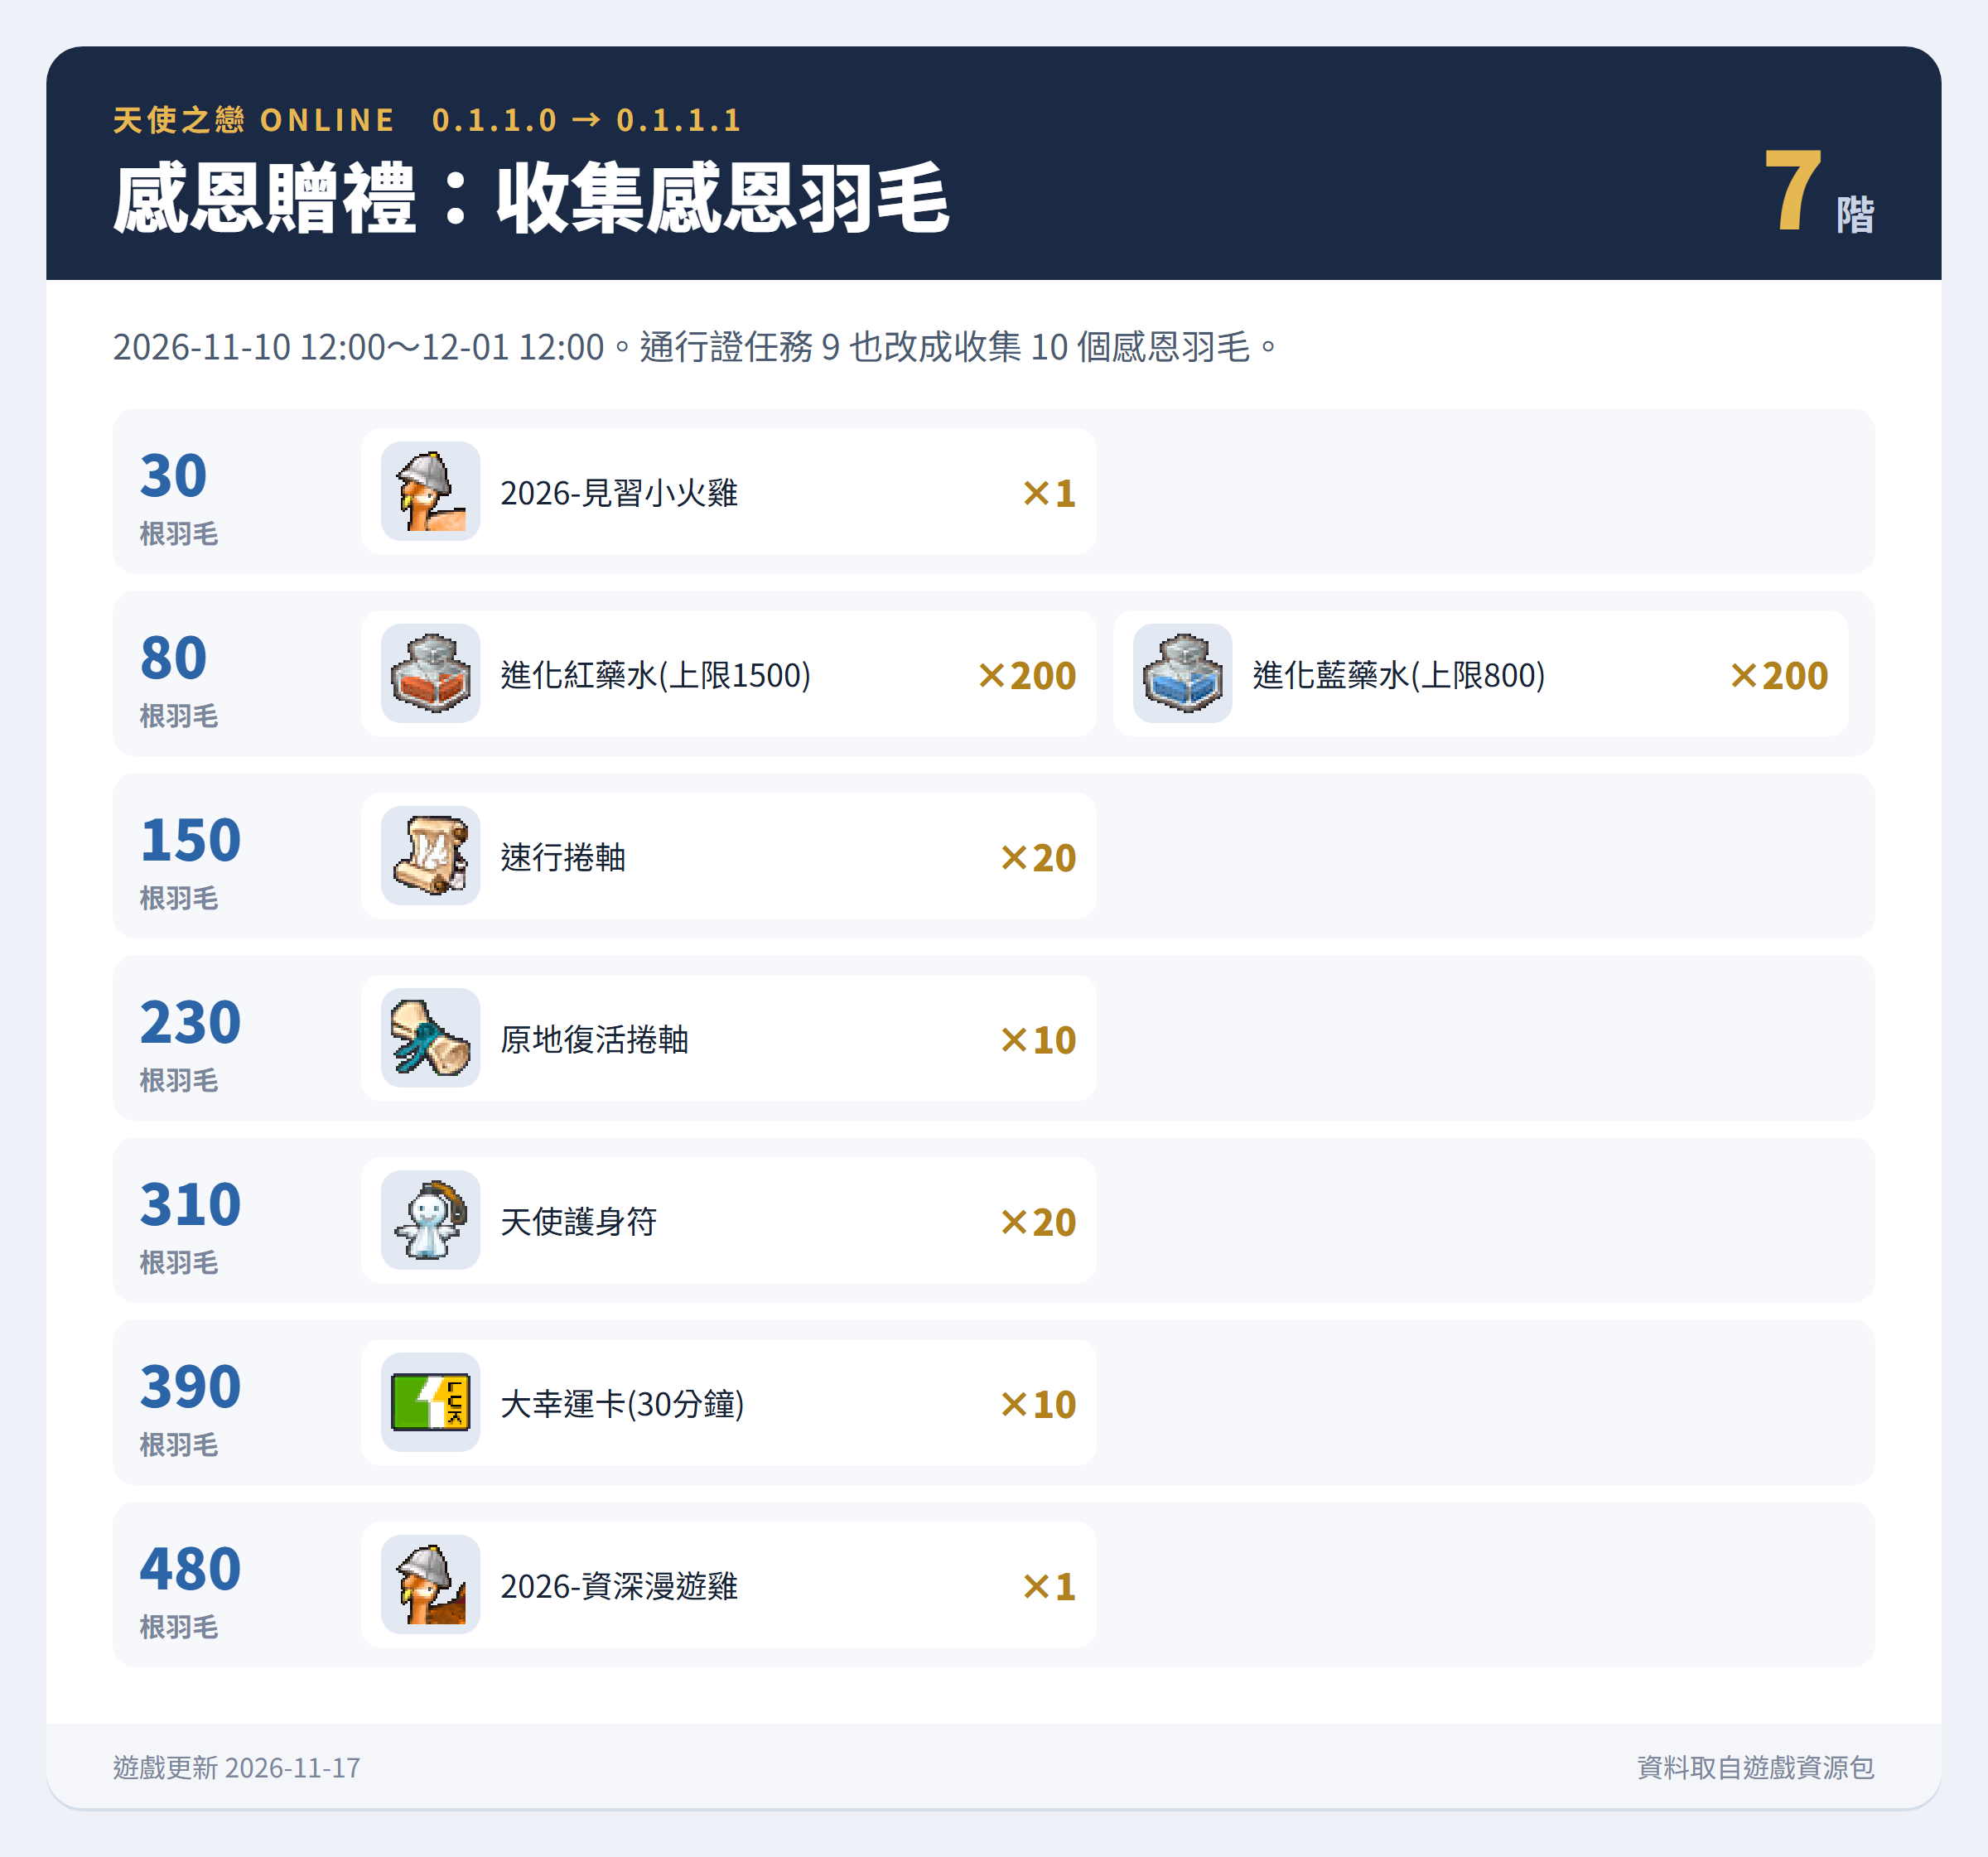 天使之戀 ONLINE 0.1.1.0 → 0.1.1.1
感恩贈禮：收集感恩羽毛
7 階
2026-11-10 12:00～12-01 12:00。通行證任務 9 也改成收集 10 個感恩羽毛。
30
根羽毛
2026-見習小火雞 ×1
80
根羽毛
進化紅藥水(上限1500) ×200
進化藍藥水(上限800) ×200
150
根羽毛
速行捲軸 ×20
230
根羽毛
原地復活捲軸 ×10
310
根羽毛
天使護身符 ×20
390
根羽毛
LUCK
大幸運卡(30分鐘) ×10
480
根羽毛
2026-資深漫遊雞 ×1
遊戲更新 2026-11-17
資料取自遊戲資源包